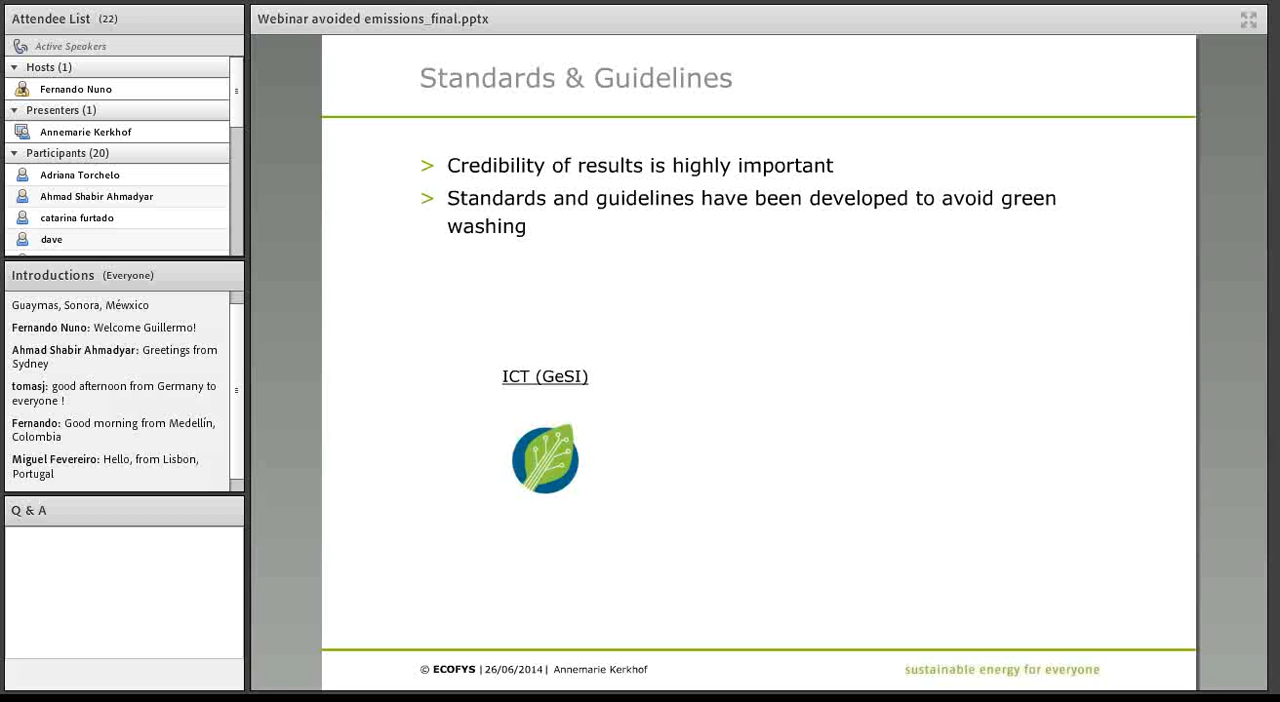 Attendee List (22)
Active Speakers
Hosts (1)
Fernando Nuno
Presenters (1)
Annemarie Kerkhof
Participants (20)
Adriana Torchelo
Ahmad Shabir Ahmadyar
catarina furtado
dave
Introductions (Everyone)
Guaymas, Sonora, Méwxico
Fernando Nuno: Welcome Guillermo!
Ahmad Shabir Ahmadyar: Greetings from
Sydney
tomasj: good afternoon from Germany to
everyone !
Fernando: Good morning from Medellín,
Colombia
Miguel Fevereiro: Hello, from Lisbon,
Portugal
Q & A
Webinar avoided emissions_final.pptx
Standards & Guidelines
> Credibility of results is highly important
> Standards and guidelines have been developed to avoid green
washing
ICT (GeSI)
© ECOFYS | 26/06/2014 | Annemarie Kerkhof
sustainable energy for everyone